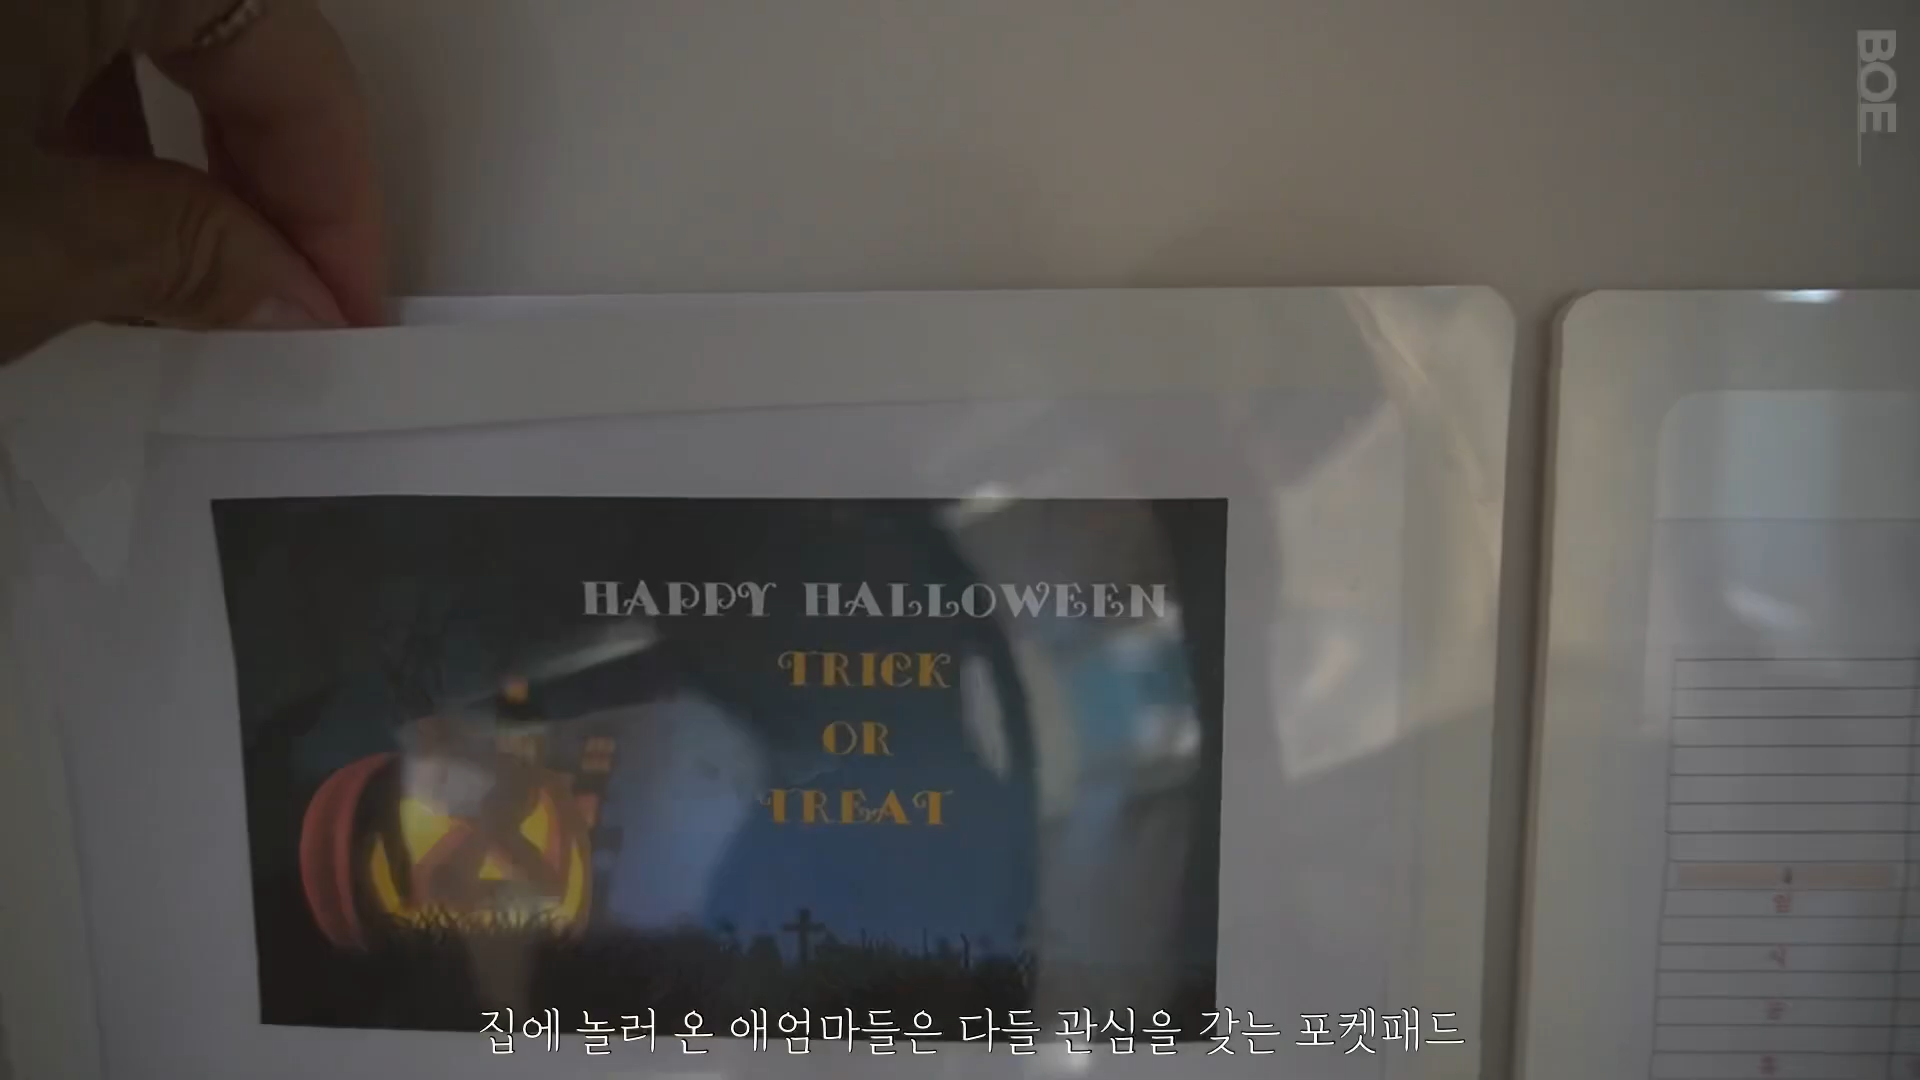 BOE
HAPPY HALLOWEEN
TRICK
OR
TREAT
집에 놀러 온 애엄마들은 다들 관심을 갖는 포켓패드